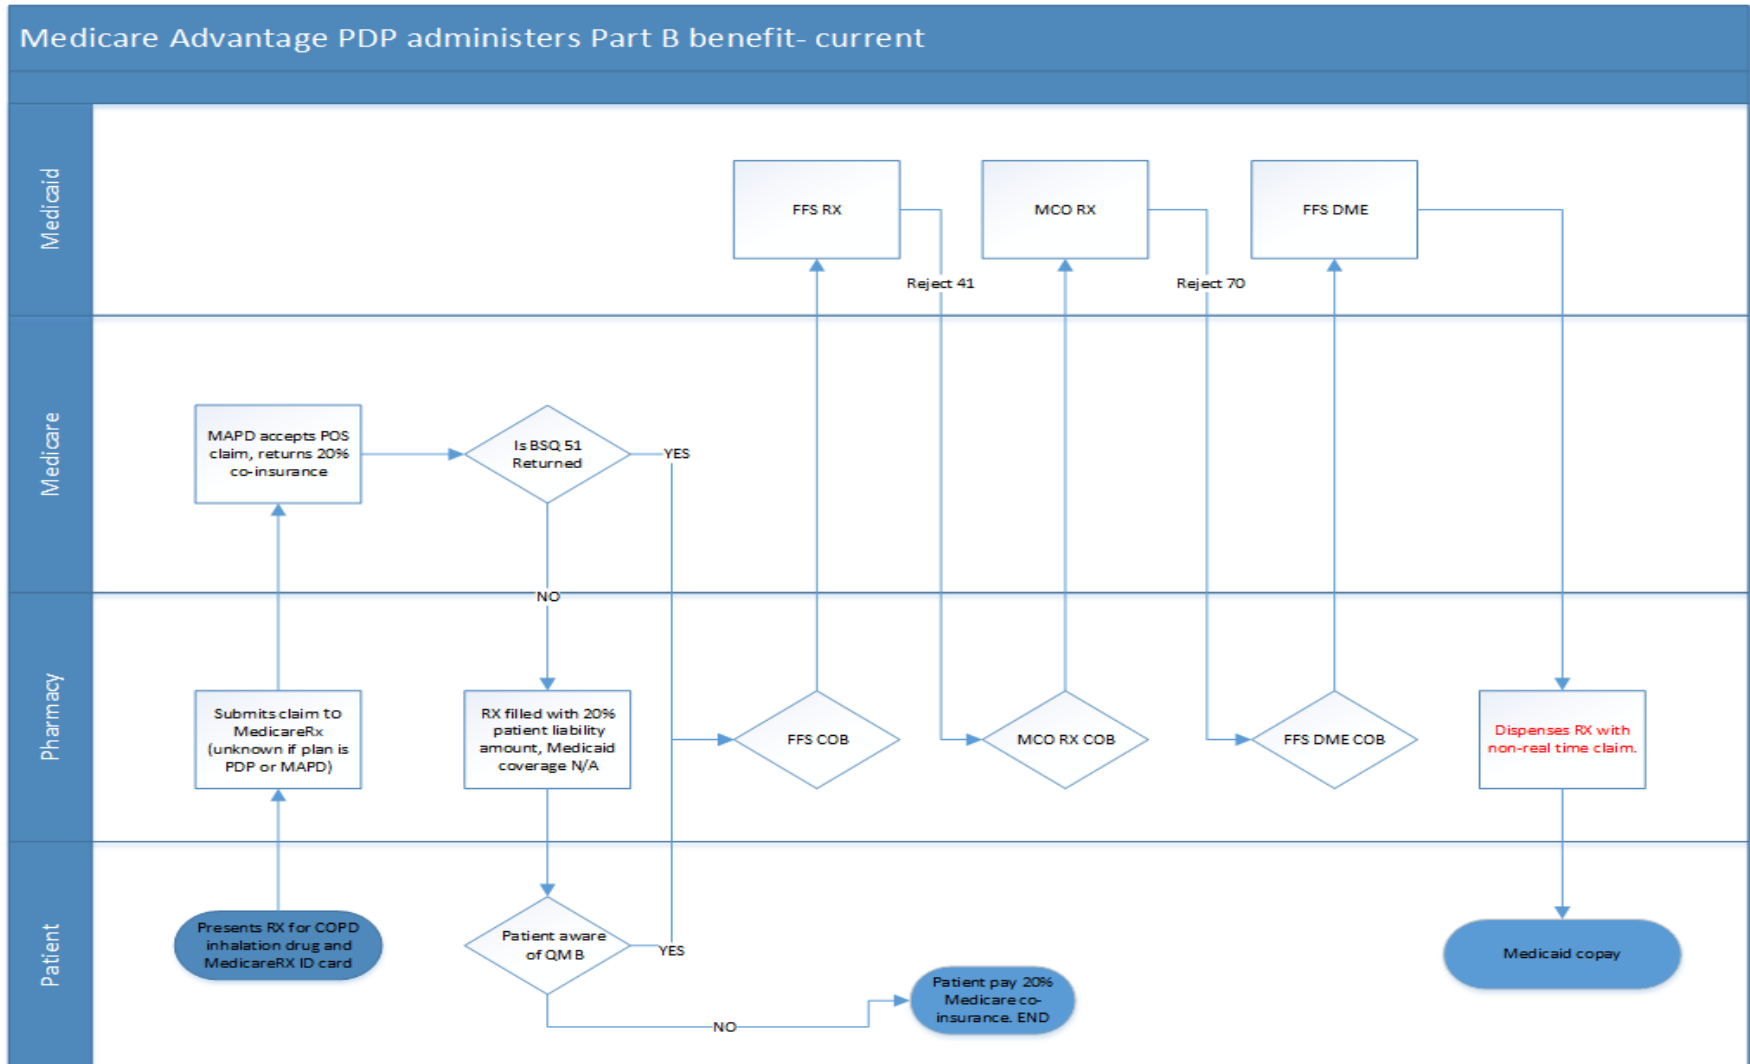 Medicare Advantage PDP administers Part B benefit- current
Medicaid
FFS RX
MCO RX
FFS DME
Reject 41
Reject 70
Medicare
MAPD accepts POS
claim, returns 20%
co-insurance
Is BSQ 51
Returned
YES
NO
Pharmacy
Submits claim to
MedicareRx
(unknown if plan is
PDP or MAPD)
RX filled with 20%
patient liability
amount, Medicaid
coverage N/A
FFS COB
MCO RX COB
FFS DME COB
Dispenses RX with
non-real time claim.
Patient
Presents RX for COPD
inhalation drug and
MedicareRX ID card
Patient aware
of QMB
YES
NO
Patient pay 20%
Medicare co-
insurance. END
Medicaid copay